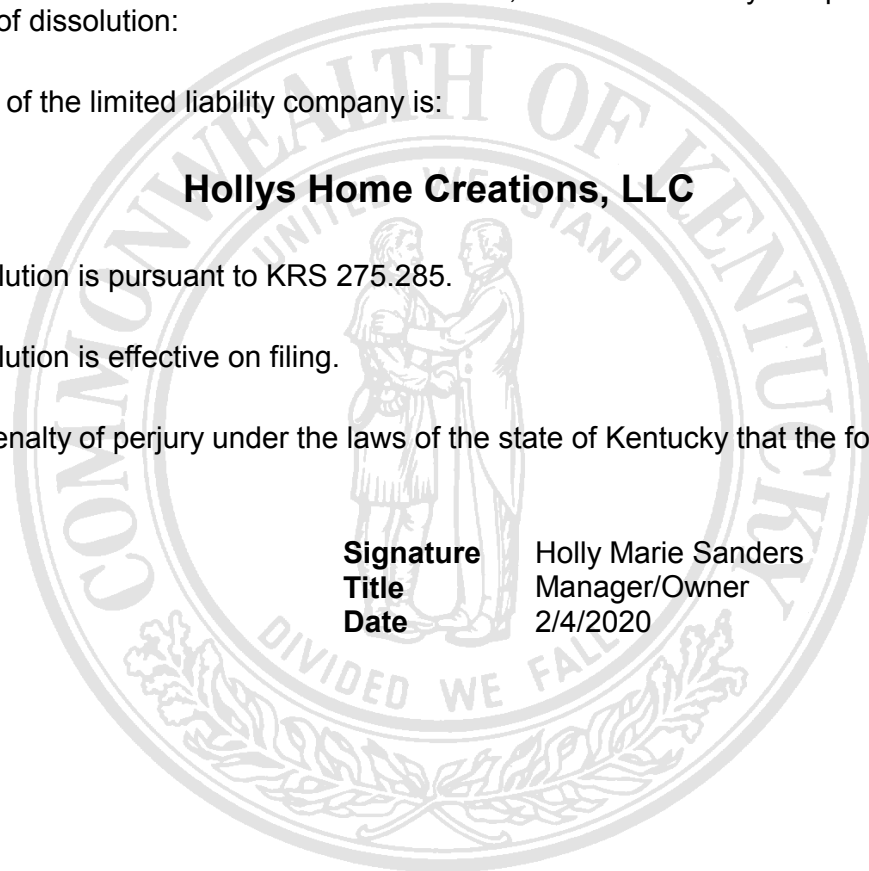 of dissolution:
of the limited liability company is:
Hollys Home Creations, LLC
lution is pursuant to KRS 275.285.
lution is effective on filing.
enalty of perjury under the laws of the state of Kentucky that the fo
Signature Holly Marie Sanders
Title Manager/Owner
Date 2/4/2020
COMMONWEALTH OF KENTUCKY
UNITED WE STAND
DIVIDED WE FALL